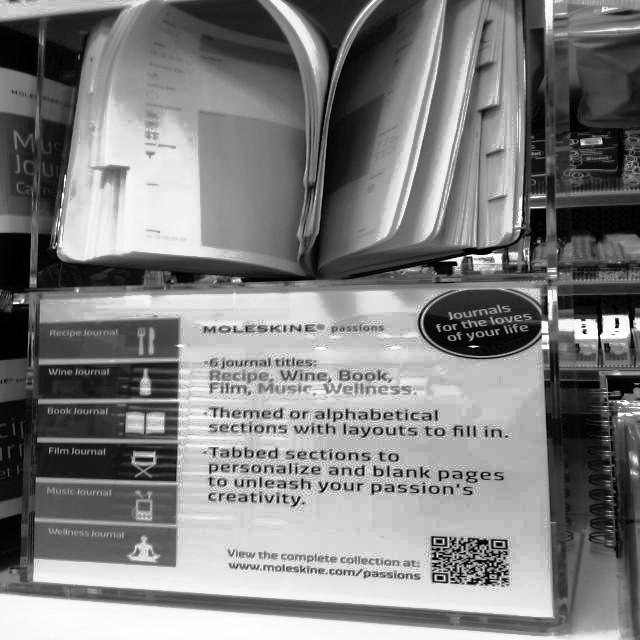 MOLESKINE® passions
Journals
for the loves
of your life
Recipe Journal
Wine Journal
Book Journal
Film Journal
Music Journal
Wellness Journal
·6 journal titles:
Recipe, Wine, Book,
Film, Music, Wellness.
·Themed or alphabetical
sections with layouts to fill in.
·Tabbed sections to
personalize and blank pages
to unleash your passion's
creativity.
View the complete collection at:
www.moleskine.com/passions